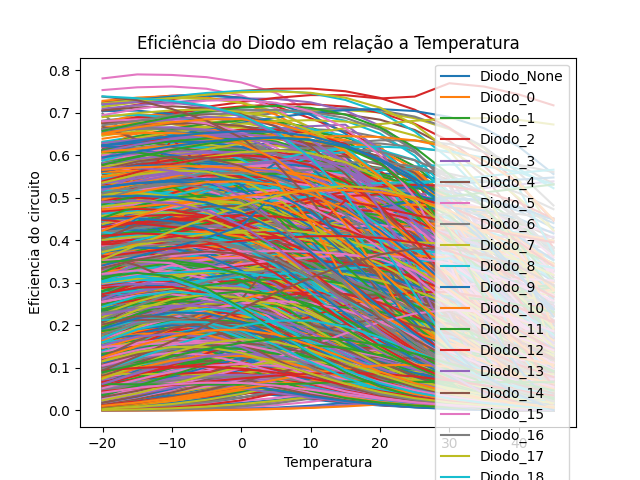 Eficiência do Diodo em relação a Temperatura
Eficiencia do circuito
0.8
0.7
0.6
0.5
0.4
0.3
0.2
0.1
0.0
−20
−10
0
10
20
30
40
Temperatura
Diodo_None
Diodo_0
Diodo_1
Diodo_2
Diodo_3
Diodo_4
Diodo_5
Diodo_6
Diodo_7
Diodo_8
Diodo_9
Diodo_10
Diodo_11
Diodo_12
Diodo_13
Diodo_14
Diodo_15
Diodo_16
Diodo_17
Diodo_18